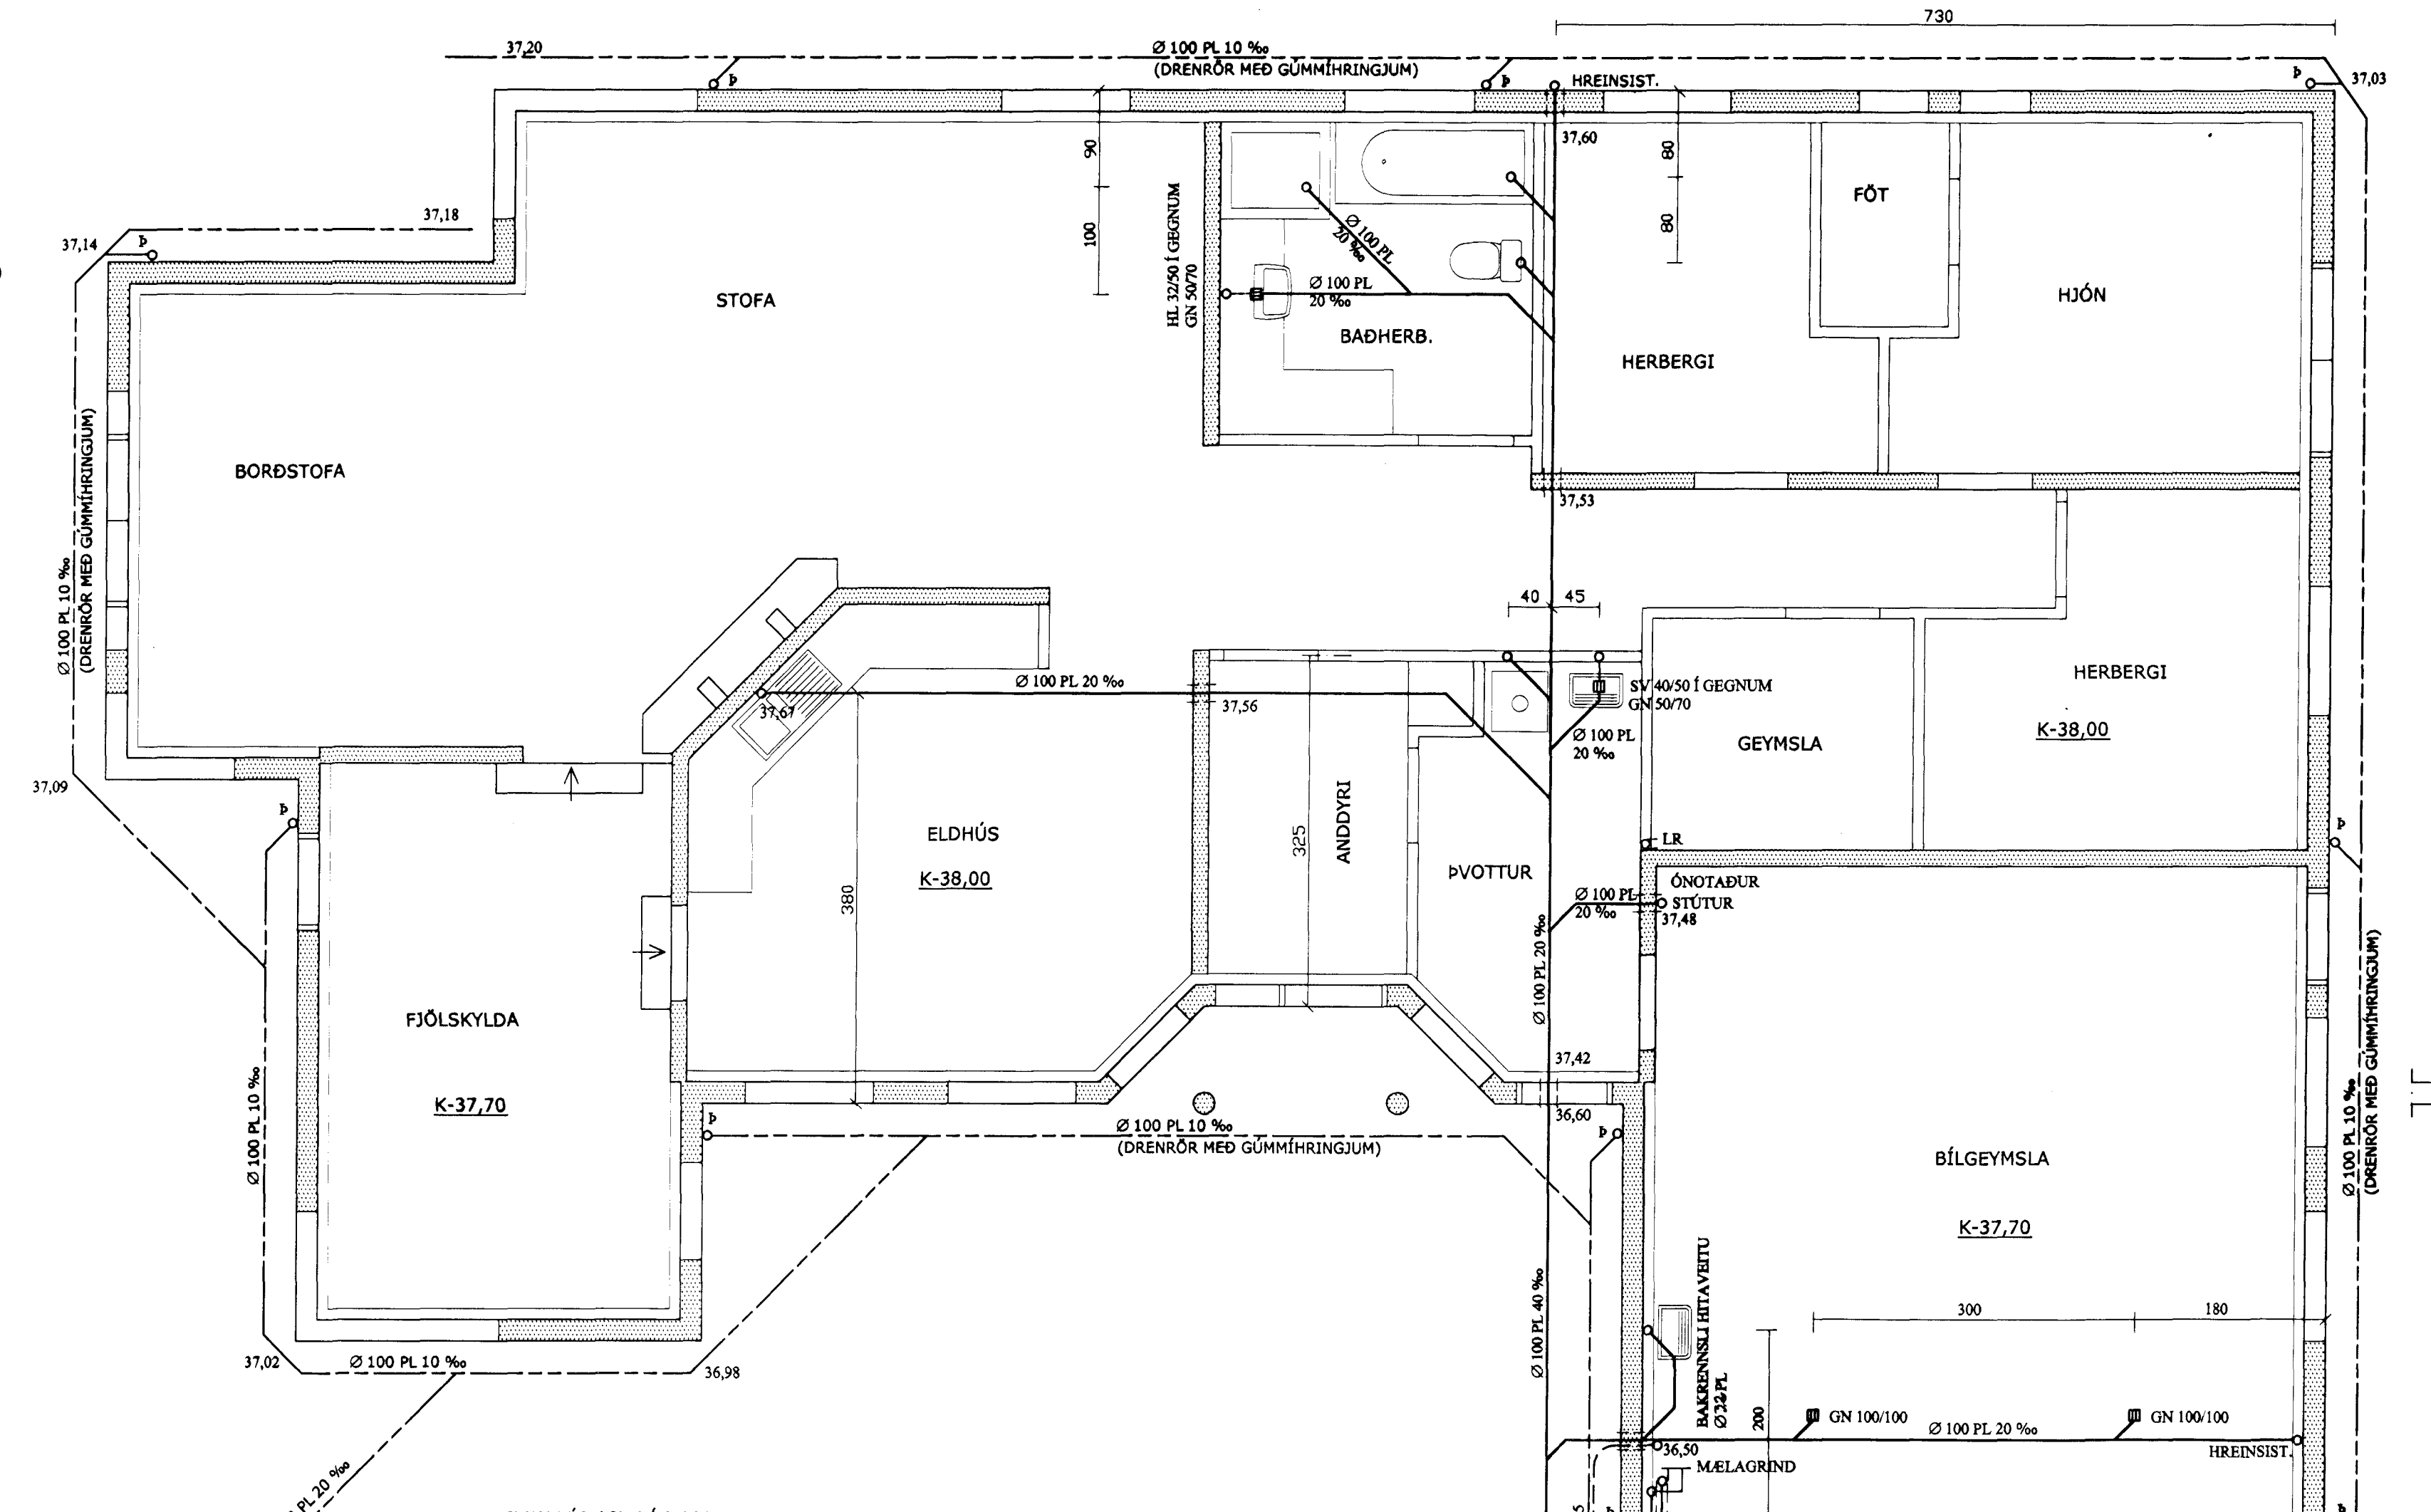 730
37,20
Ø 100 PL 10 ‰
(DRENRÖR MEÐ GÚMMÍHRINGJUM)
Þ
Þ
HREINSIST.
Þ
37,03
37,60
90
80
FÖT
37,18
37,14
Þ
HL 32/50 Í GEGNUM
GN 50/70
100
80
Ø 100 PL
20 ‰
Ø 100 PL
20 ‰
STOFA
HJÓN
BAÐHERB.
HERBERGI
BORÐSTOFA
37,53
Ø 100 PL 10 ‰
(DRENRÖR MEÐ GÚMMÍHRINGJUM)
40
45
HERBERGI
Ø 100 PL 20 ‰
SV 40/50 Í GEGNUM
GN 50/70
37,67
37,56
K-38,00
Ø 100 PL
20 ‰
GEYMSLA
37,09
Þ
ELDHÚS
K-38,00
380
325
ANDDYRI
LR
Þ
ÞVOTTUR
ÓNOTAÐUR
STÚTUR
37,48
Ø 100 PL
20 ‰
Ø 100 PL 20 ‰
FJÖLSKYLDA
K-37,70
37,42
36,60
Ø 100 PL 10 ‰
Þ
Ø 100 PL 10 ‰
(DRENRÖR MEÐ GÚMMÍHRINGJUM)
Þ
BÍLGEYMSLA
K-37,70
Ø 100 PL 10 ‰
(DRENRÖR MEÐ GÚMMÍHRINGJUM)
Ø 100 PL 40 ‰
BAKRENNSLI HITAVEITU
Ø 32 PL
300
180
37,02
Ø 100 PL 10 ‰
36,98
200
GN 100/100
GN 100/100
Ø 100 PL 20 ‰
36,50
HREINSIST.
MÆLAGRIND
PL 20 ‰
Þ